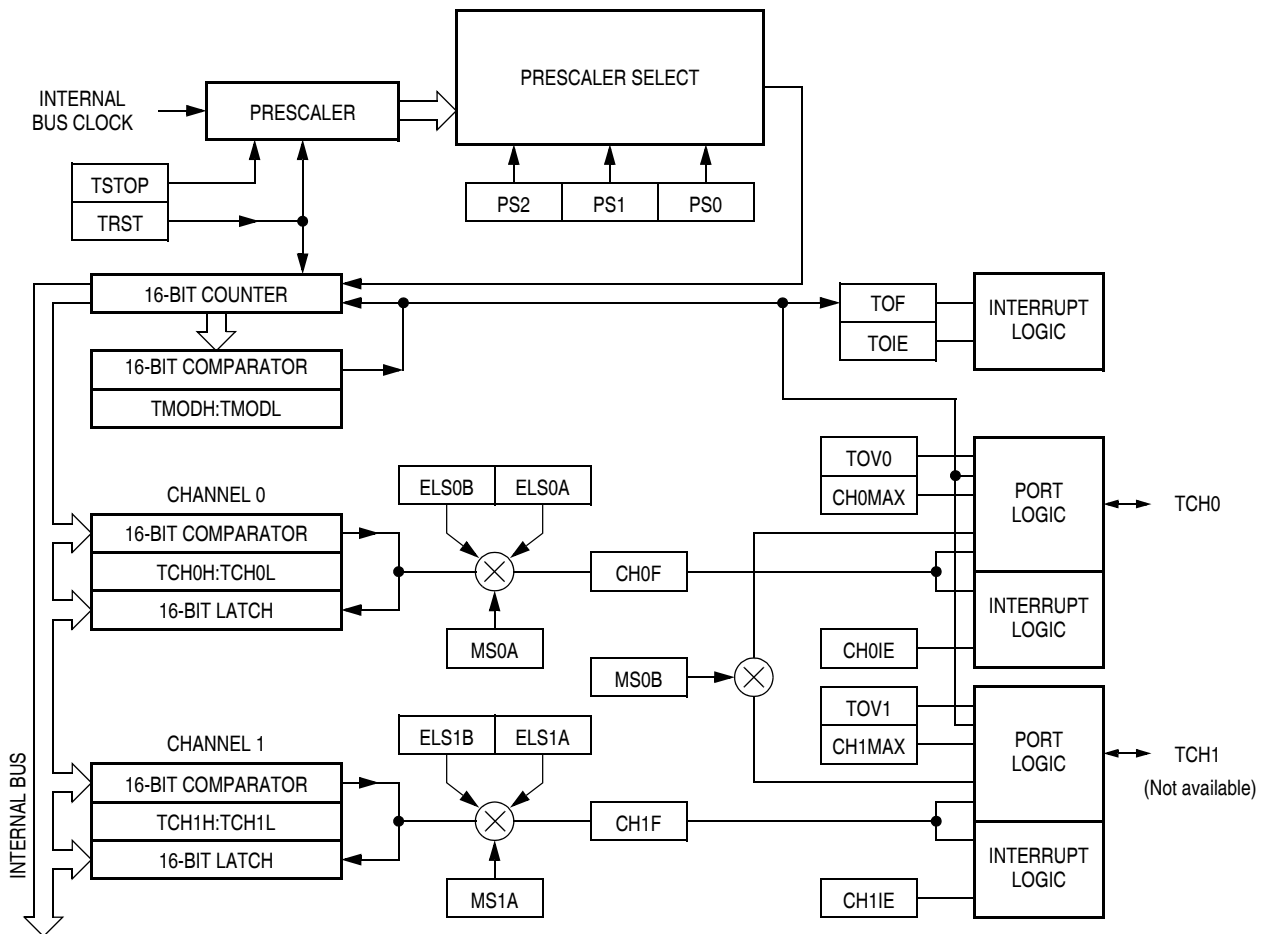 PRESCALER SELECT
INTERNAL
BUS CLOCK
PRESCALER
TSTOP
TRST
PS2
PS1
PS0
16-BIT COUNTER
16-BIT COMPARATOR
TMODH:TMODL
TOF
TOIE
INTERRUPT
LOGIC
CHANNEL 0
16-BIT COMPARATOR
TCH0H:TCH0L
16-BIT LATCH
ELS0B
ELS0A
MS0A
CH0F
TOV0
CH0MAX
PORT
LOGIC
TCH0
INTERRUPT
LOGIC
CH0IE
MS0B
CHANNEL 1
16-BIT COMPARATOR
TCH1H:TCH1L
16-BIT LATCH
ELS1B
ELS1A
MS1A
CH1F
TOV1
CH1MAX
PORT
LOGIC
TCH1
(Not available)
INTERRUPT
LOGIC
CH1IE
INTERNAL BUS